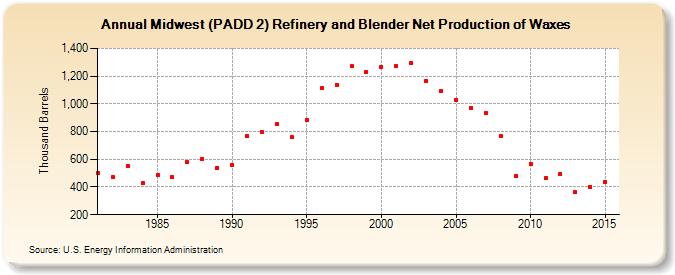 Annual Midwest (PADD 2) Refinery and Blender Net Production of Waxes
Thousand Barrels
1,400
1,200
1,000
800
600
400
200
1985 1990 1995 2000 2005 2010 2015
Source: U.S. Energy Information Administration